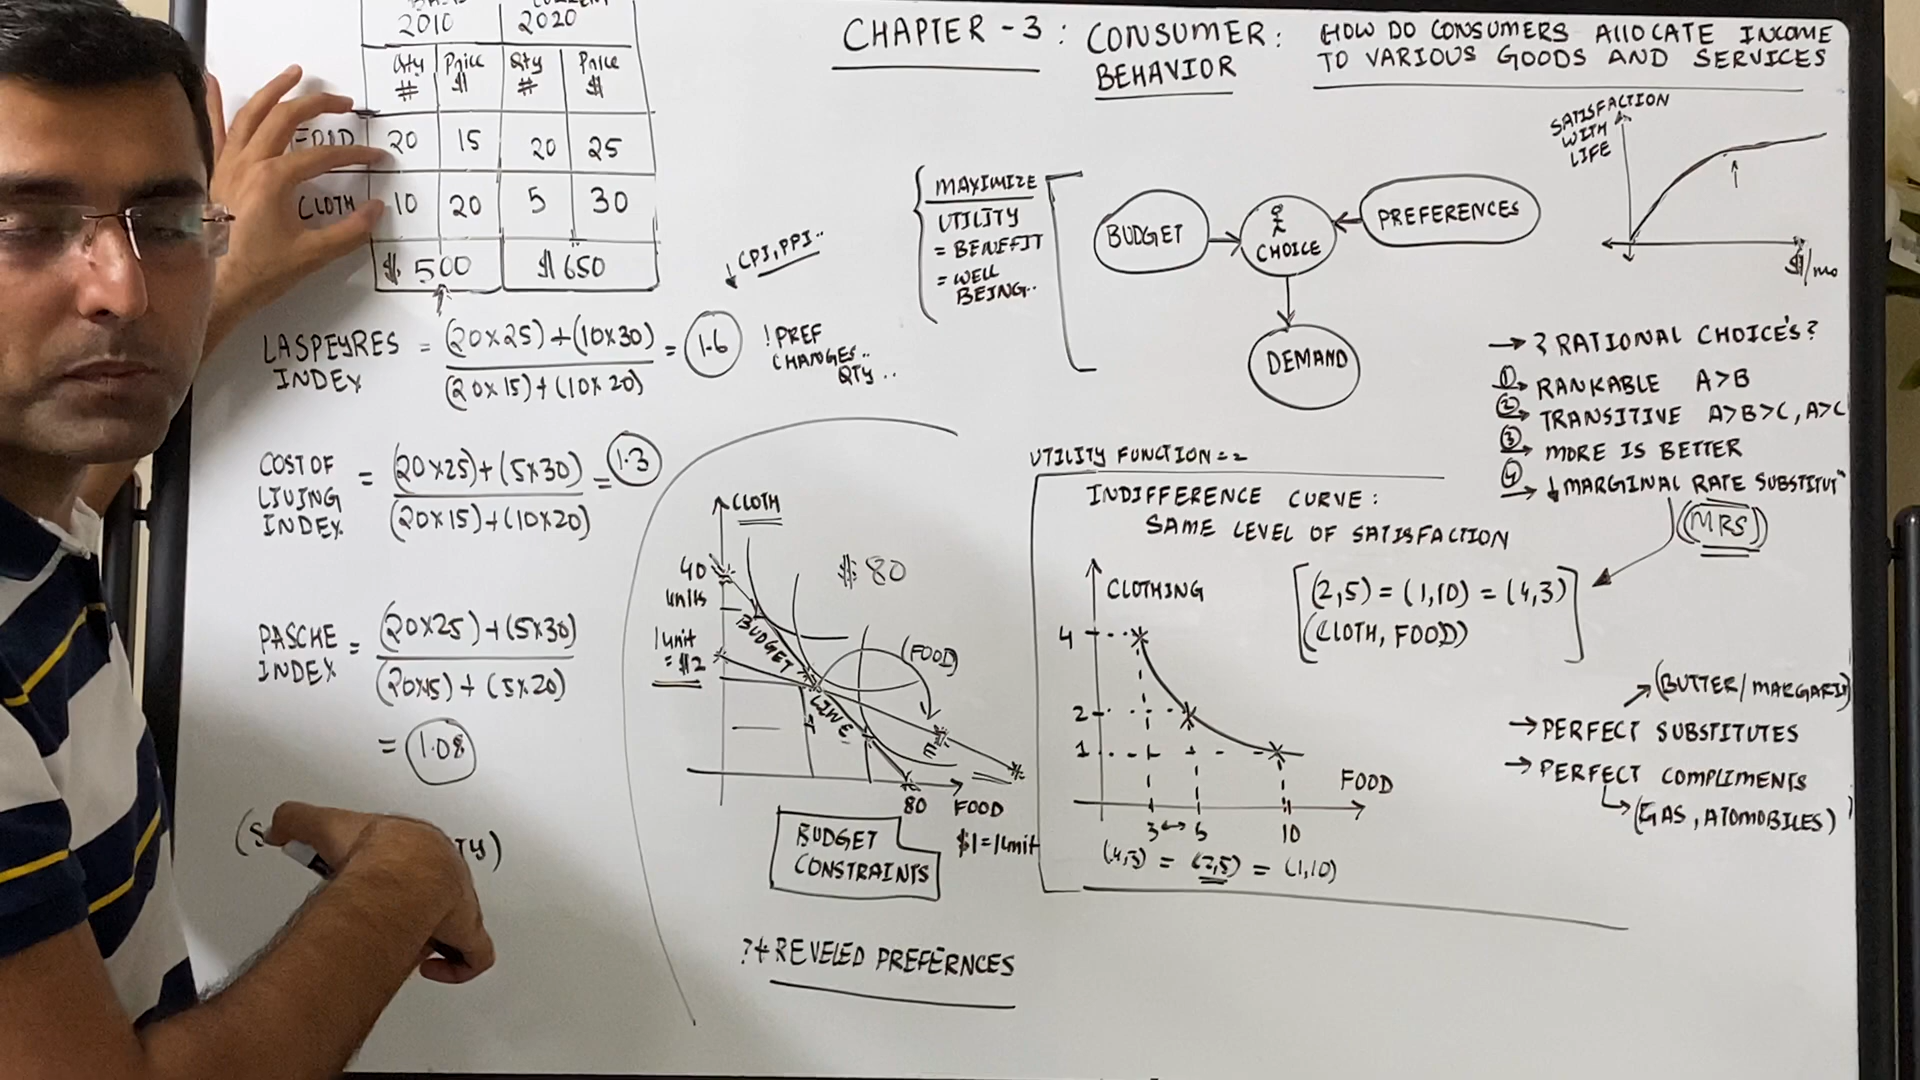 CHAPTER - 3 : CONSUMER : HOW DO CONSUMERS ALLOCATE INCOME
BEHAVIOR TO VARIOUS GOODS AND SERVICES
2010 2020
Qty Price Qty Price
# $ # $
FOOD 20 15 20 25
CLOTH 10 20 5 30
$ 500 $ 650
CPI, PPI..
LASPEYRES INDEX = (20x25)+(10x30) / (20x15)+(10x20) = 1.6
! PREF
CHANGES..
QTY ..
COST OF
LIVING
INDEX = (20x25)+(5x30) / (20x15)+(10x20) = 1.3
PASCHE
INDEX = (20x25)+(5x30) / (20x15)+(5x20)
= 1.08
MAXIMIZE
UTILITY
= BENEFIT
= WELL
BEING..
BUDGET
CHOICE
PREFERENCES
DEMAND
SATISFACTION
WITH
LIFE
$/mo
→ ? RATIONAL CHOICE'S?
① RANKABLE A>B
② TRANSITIVE A>B>C, A>C
③ MORE IS BETTER
④ ↓ MARGINAL RATE SUBSTITUTn
(MRS)
CLOTH
40
units
$ 80
1 unit
= $2
BUDGET
LINE
(FOOD)
80 FOOD
$1=1unit
BUDGET
CONSTRAINTS
?+ REVELED PREFERNCES
UTILITY FUNCTION = 2
INDIFFERENCE CURVE :
SAME LEVEL OF SATISFACTION
CLOTHING
(2,5) = (1,10) = (4,3)
(CLOTH, FOOD)
4
2
1
FOOD
3 ↔ 5 10
(4,3) = (2,5) = (1,10)
(BUTTER/MARGARIN
→ PERFECT SUBSTITUTES
→ PERFECT COMPLIMENTS
(GAS, ATOMOBILES)